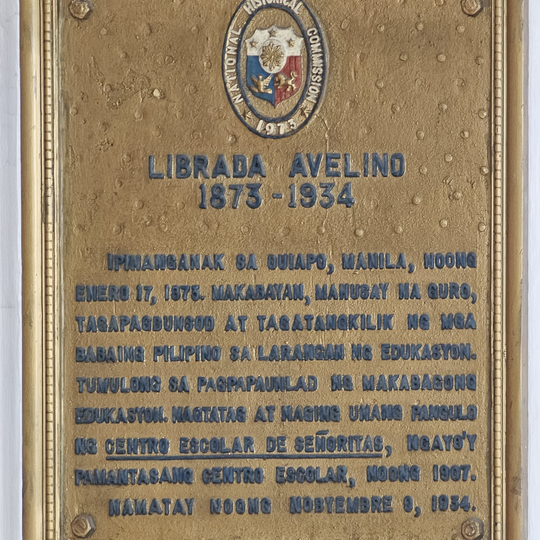 NATIONAL HISTORICAL COMMISSION
1973
LIBRADA AVELINO
1873-1934
IPINANGANAK SA QUIAPO, MANILA, NOONG
ENERO 17, 1873. MAKABAYAN, MAHUSAY NA GURO,
TAGAPAGBUNSOD AT TAGATANGKILIK NG MGA
BABAING PILIPINO SA LARANGAN NG EDUKASYON.
TUMULONG SA PAGPAPAUNLAD NG MAKABAGONG
EDUKASYON. NAGTATAG AT NAGING UNANG PANGULO
NG CENTRO ESCOLAR DE SEÑORITAS, NGAYO'Y
PAMANTASANG CENTRO ESCOLAR, NOONG 1907.
NAMATAY NOONG NOBYEMBRE 9, 1934.